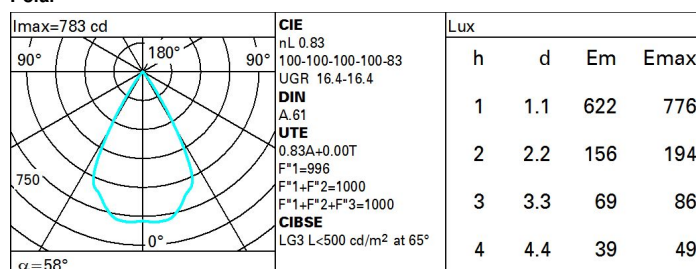 Imax=783 cd
90° 180° 90°
750
0°
α=58°
CIE
nL 0.83
100-100-100-100-83
UGR 16.4-16.4
DIN
A.61
UTE
0.83A+0.00T
F"1=996
F"1+F"2=1000
F"1+F"2+F"3=1000
CIBSE
LG3 L<500 cd/m² at 65°
Lux
h d Em Emax
1 1.1 622 776
2 2.2 156 194
3 3.3 69 86
4 4.4 39 49